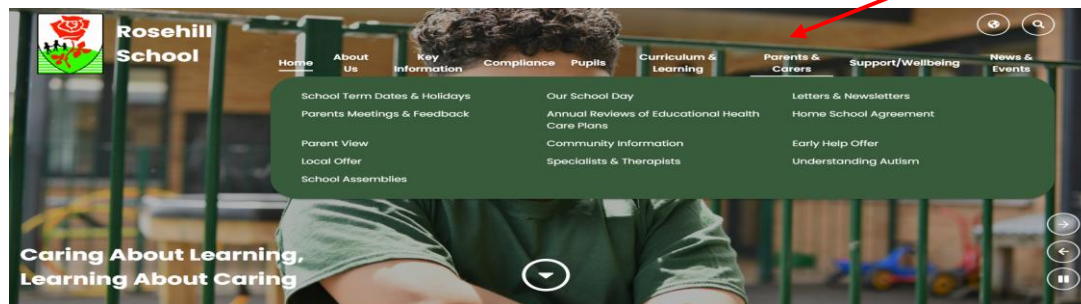 Rosehill
School
Home
About
Us
Key
Information
Compliance
Pupils
Curriculum &
Learning
Parents &
Carers
Support/Wellbeing
News &
Events
School Term Dates & Holidays
Our School Day
Letters & Newsletters
Parents Meetings & Feedback
Annual Reviews of Educational Health
Care Plans
Home School Agreement
Parent View
Community Information
Early Help Offer
Local Offer
Specialists & Therapists
Understanding Autism
School Assemblies
Caring About Learning,
Learning About Caring